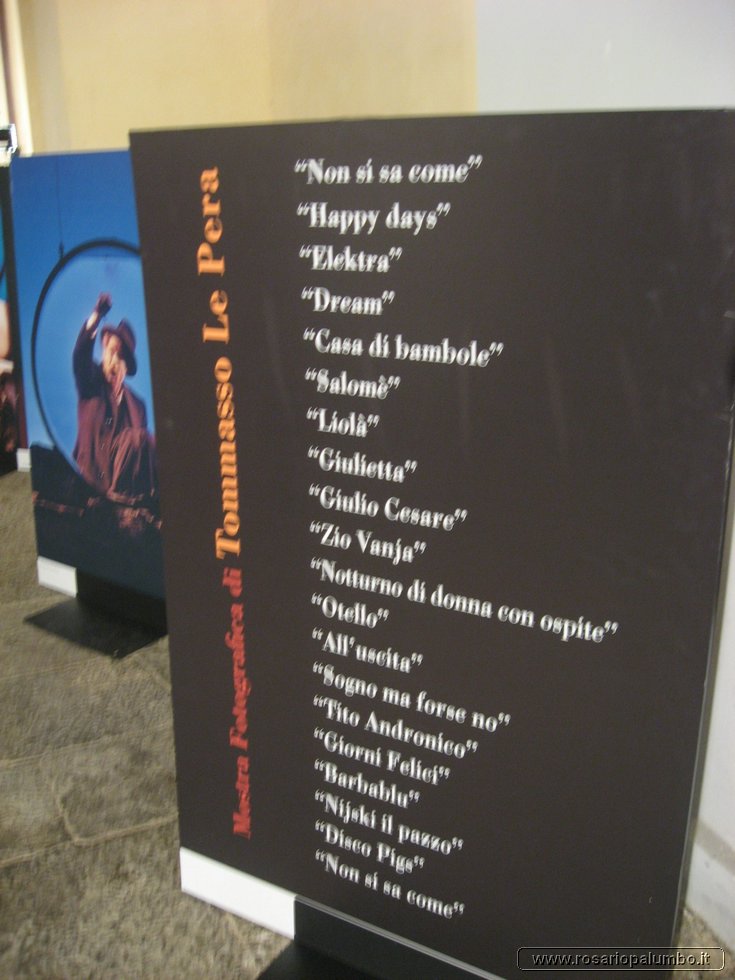 Mostra Fotografica di Tommasso Le Pera
“Non si sa come”
“Happy days”
“Elektra”
“Dream”
“Casa di bambole”
“Salomè”
“Liolà”
“Giulietta”
“Giulio Cesare”
“Zio Vanja”
“Notturno di donna con ospite”
“Otello”
“All'uscita”
“Sogno ma forse no”
“Tito Andronico”
“Giorni Felici”
“Barbablu”
“Nijski il pazzo”
“Disco Pigs”
“Non si sa come”
www.rosariopalumbo.it